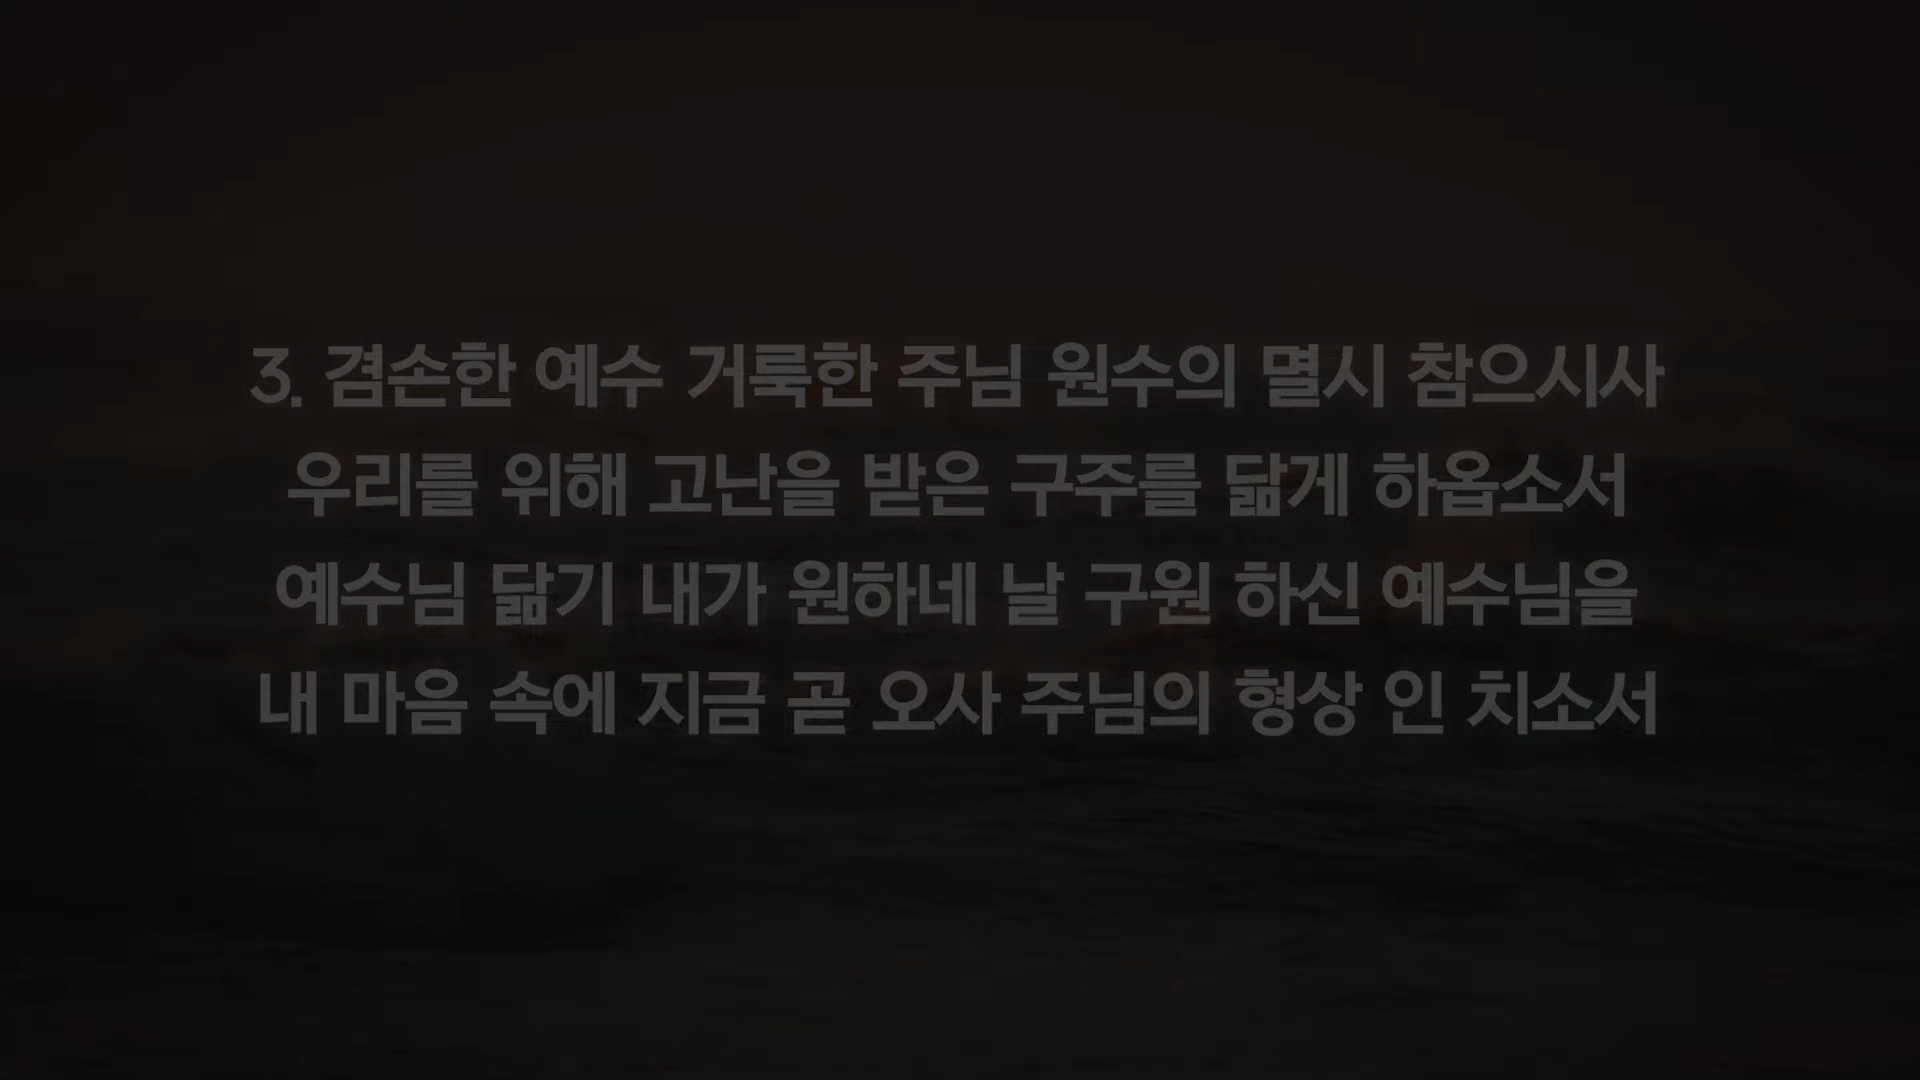 3. 겸손한 예수 거룩한 주님 원수의 멸시 참으시사
우리를 위해 고난을 받은 구주를 닮게 하옵소서
예수님 닮기 내가 원하네 날 구원 하신 예수님을
내 마음 속에 지금 곧 오사 주님의 형상 인 치소서